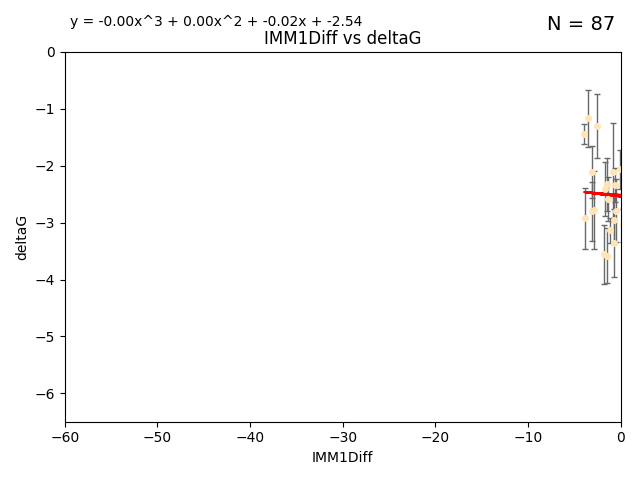 y = -0.00x^3 + 0.00x^2 + -0.02x + -2.54
N = 87
IMM1Diff vs deltaG
0
−1
−2
−3
−4
−5
−6
deltaG
−60 −50 −40 −30 −20 −10 0
IMM1Diff